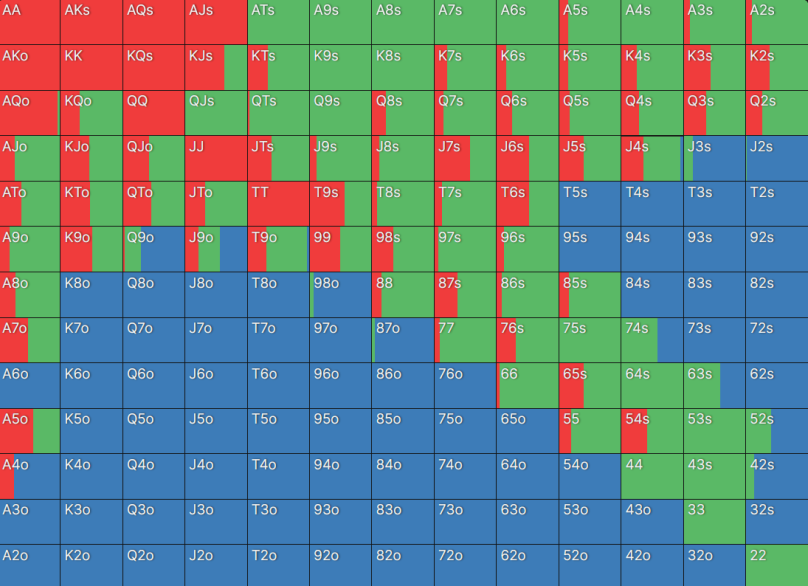 AA AKs AQs AJs ATs A9s A8s A7s A6s A5s A4s A3s A2s
AKo KK KQs KJs KTs K9s K8s K7s K6s K5s K4s K3s K2s
AQo KQo QQ QJs QTs Q9s Q8s Q7s Q6s Q5s Q4s Q3s Q2s
AJo KJo QJo JJ JTs J9s J8s J7s J6s J5s J4s J3s J2s
ATo KTo QTo JTo TT T9s T8s T7s T6s T5s T4s T3s T2s
A9o K9o Q9o J9o T9o 99 98s 97s 96s 95s 94s 93s 92s
A8o K8o Q8o J8o T8o 98o 88 87s 86s 85s 84s 83s 82s
A7o K7o Q7o J7o T7o 97o 87o 77 76s 75s 74s 73s 72s
A6o K6o Q6o J6o T6o 96o 86o 76o 66 65s 64s 63s 62s
A5o K5o Q5o J5o T5o 95o 85o 75o 65o 55 54s 53s 52s
A4o K4o Q4o J4o T4o 94o 84o 74o 64o 54o 44 43s 42s
A3o K3o Q3o J3o T3o 93o 83o 73o 63o 53o 43o 33 32s
A2o K2o Q2o J2o T2o 92o 82o 72o 62o 52o 42o 32o 22